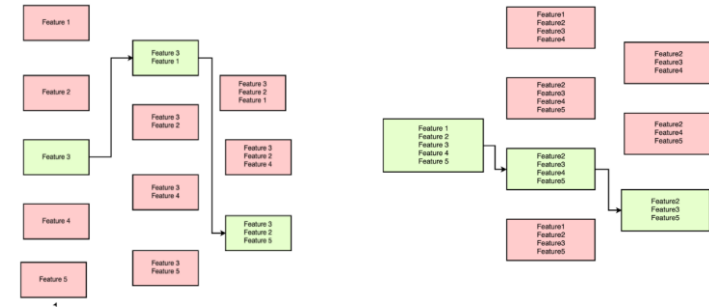 Feature 1
Feature 2
Feature 3
Feature 4
Feature 5
Feature 3
Feature 1
Feature 3
Feature 2
Feature 3
Feature 4
Feature 3
Feature 5
Feature 3
Feature 2
Feature 1
Feature 3
Feature 2
Feature 4
Feature 3
Feature 2
Feature 5
Feature 1
Feature 2
Feature 3
Feature 4
Feature 5
Feature1
Feature2
Feature3
Feature4
Feature2
Feature3
Feature4
Feature5
Feature2
Feature3
Feature4
Feature5
Feature1
Feature2
Feature3
Feature5
Feature2
Feature3
Feature4
Feature2
Feature4
Feature5
Feature2
Feature3
Feature5